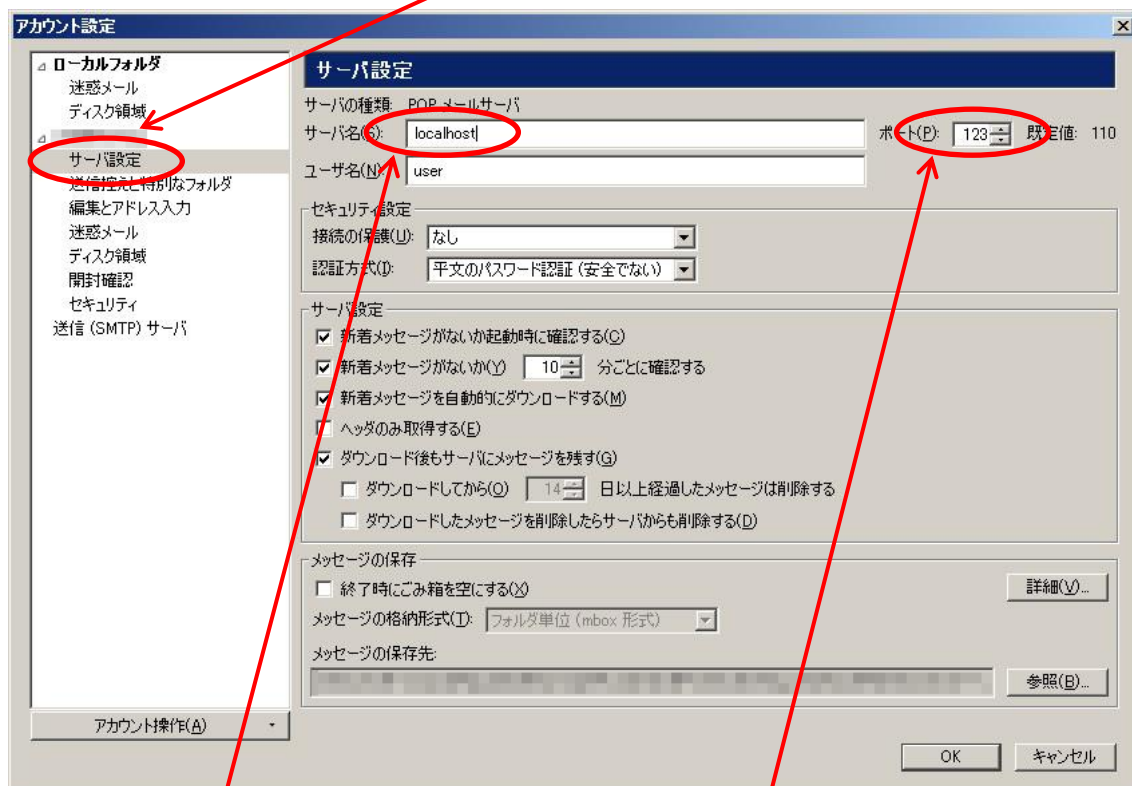 アカウント設定
ローカルフォルダ
迷惑メール
ディスク領域
サーバ設定
送信控えと特別なフォルダ
編集とアドレス入力
迷惑メール
ディスク領域
開封確認
セキュリティ
送信 (SMTP) サーバ
アカウント操作(A)
サーバ設定
サーバの種類: POP メールサーバ
サーバ名(S): localhost ポート(P): 123 既定値: 110
ユーザ名(N): user
セキュリティ設定
接続の保護(U): なし
認証方式(I): 平文のパスワード認証 (安全でない)
サーバ設定
新着メッセージがないか起動時に確認する(C)
新着メッセージがないか(Y) 10 分ごとに確認する
新着メッセージを自動的にダウンロードする(M)
ヘッダのみ取得する(E)
ダウンロード後もサーバにメッセージを残す(G)
ダウンロードしてから(O) 14 日以上経過したメッセージは削除する
ダウンロードしたメッセージを削除したらサーバからも削除する(D)
メッセージの保存
終了時にごみ箱を空にする(X) 詳細(V)...
メッセージの格納形式(T): フォルダ単位 (mbox 形式)
メッセージの保存先:
参照(B)...
OK キャンセル